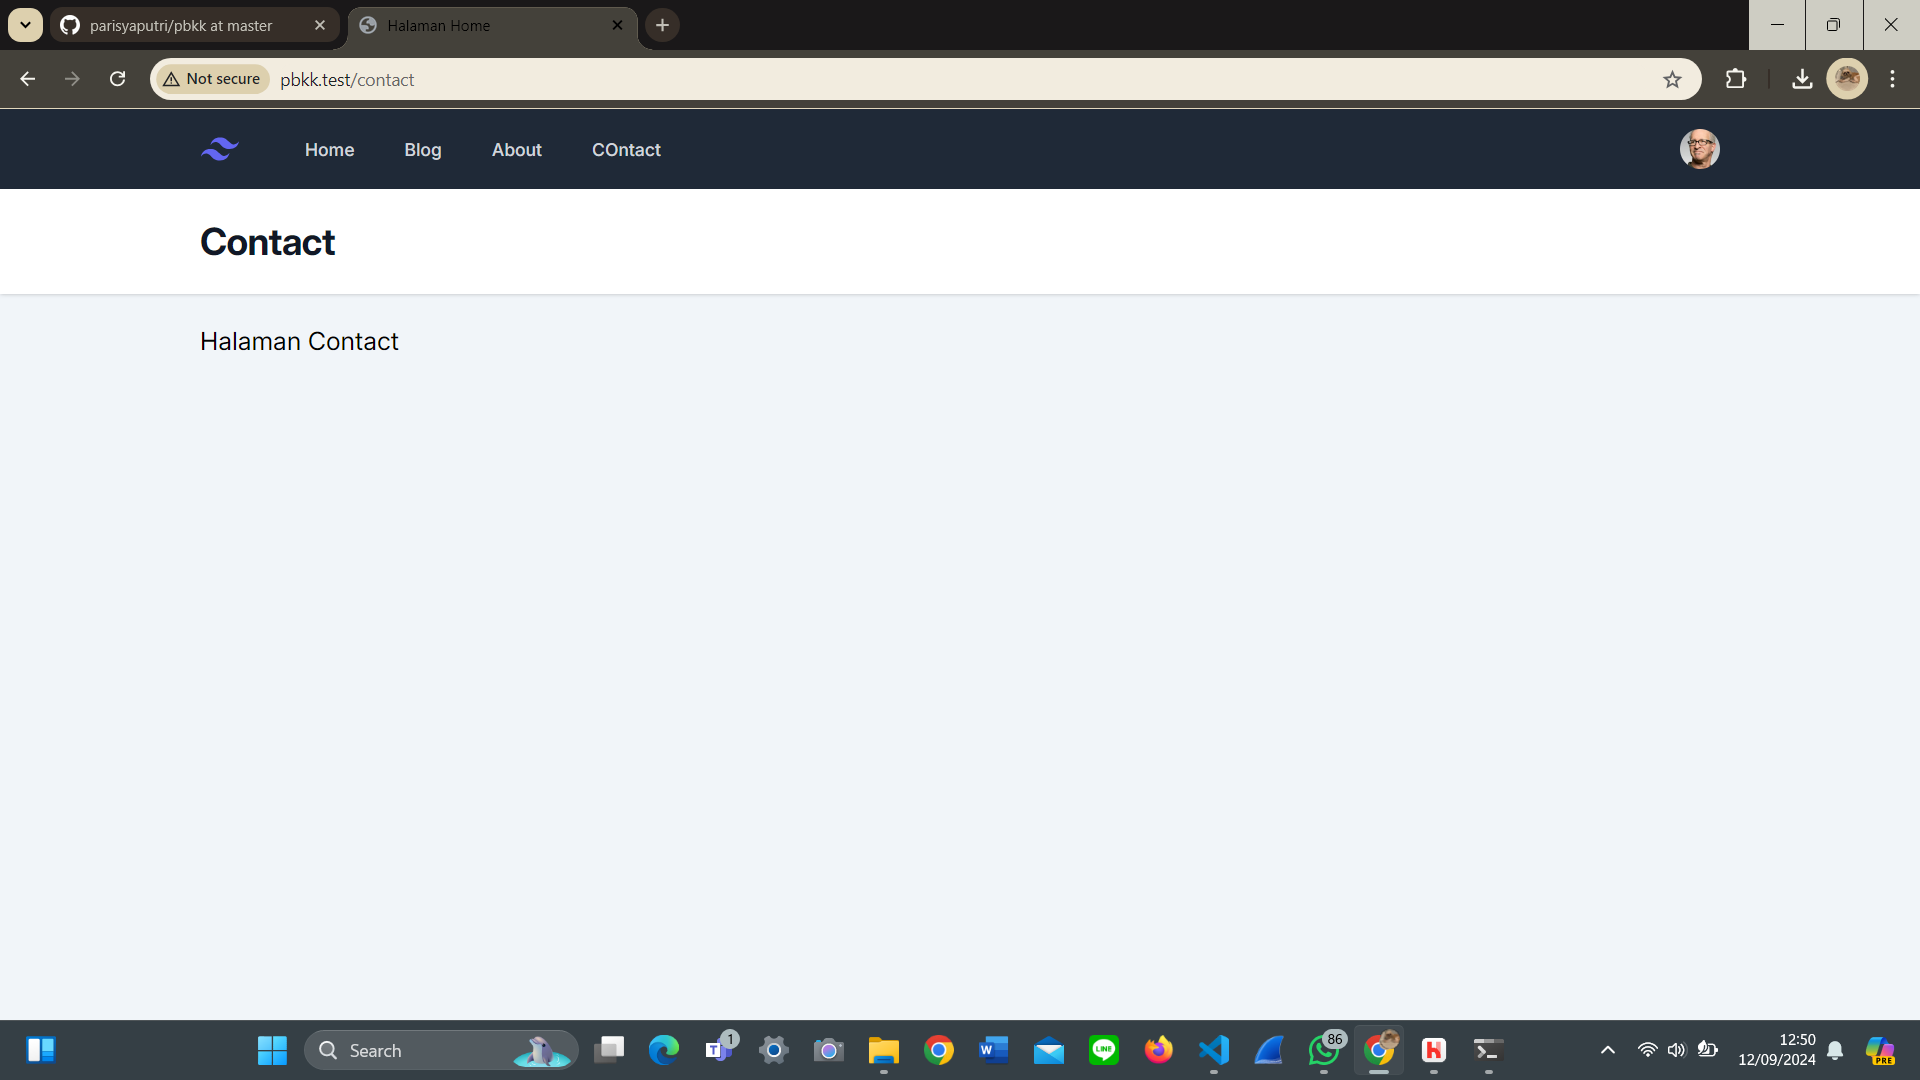 parisyaputri/pbkk at master
Halaman Home
Not secure
pbkk.test/contact
Home
Blog
About
COntact
Contact
Halaman Contact
Search
1
86
12:50
12/09/2024
PRE